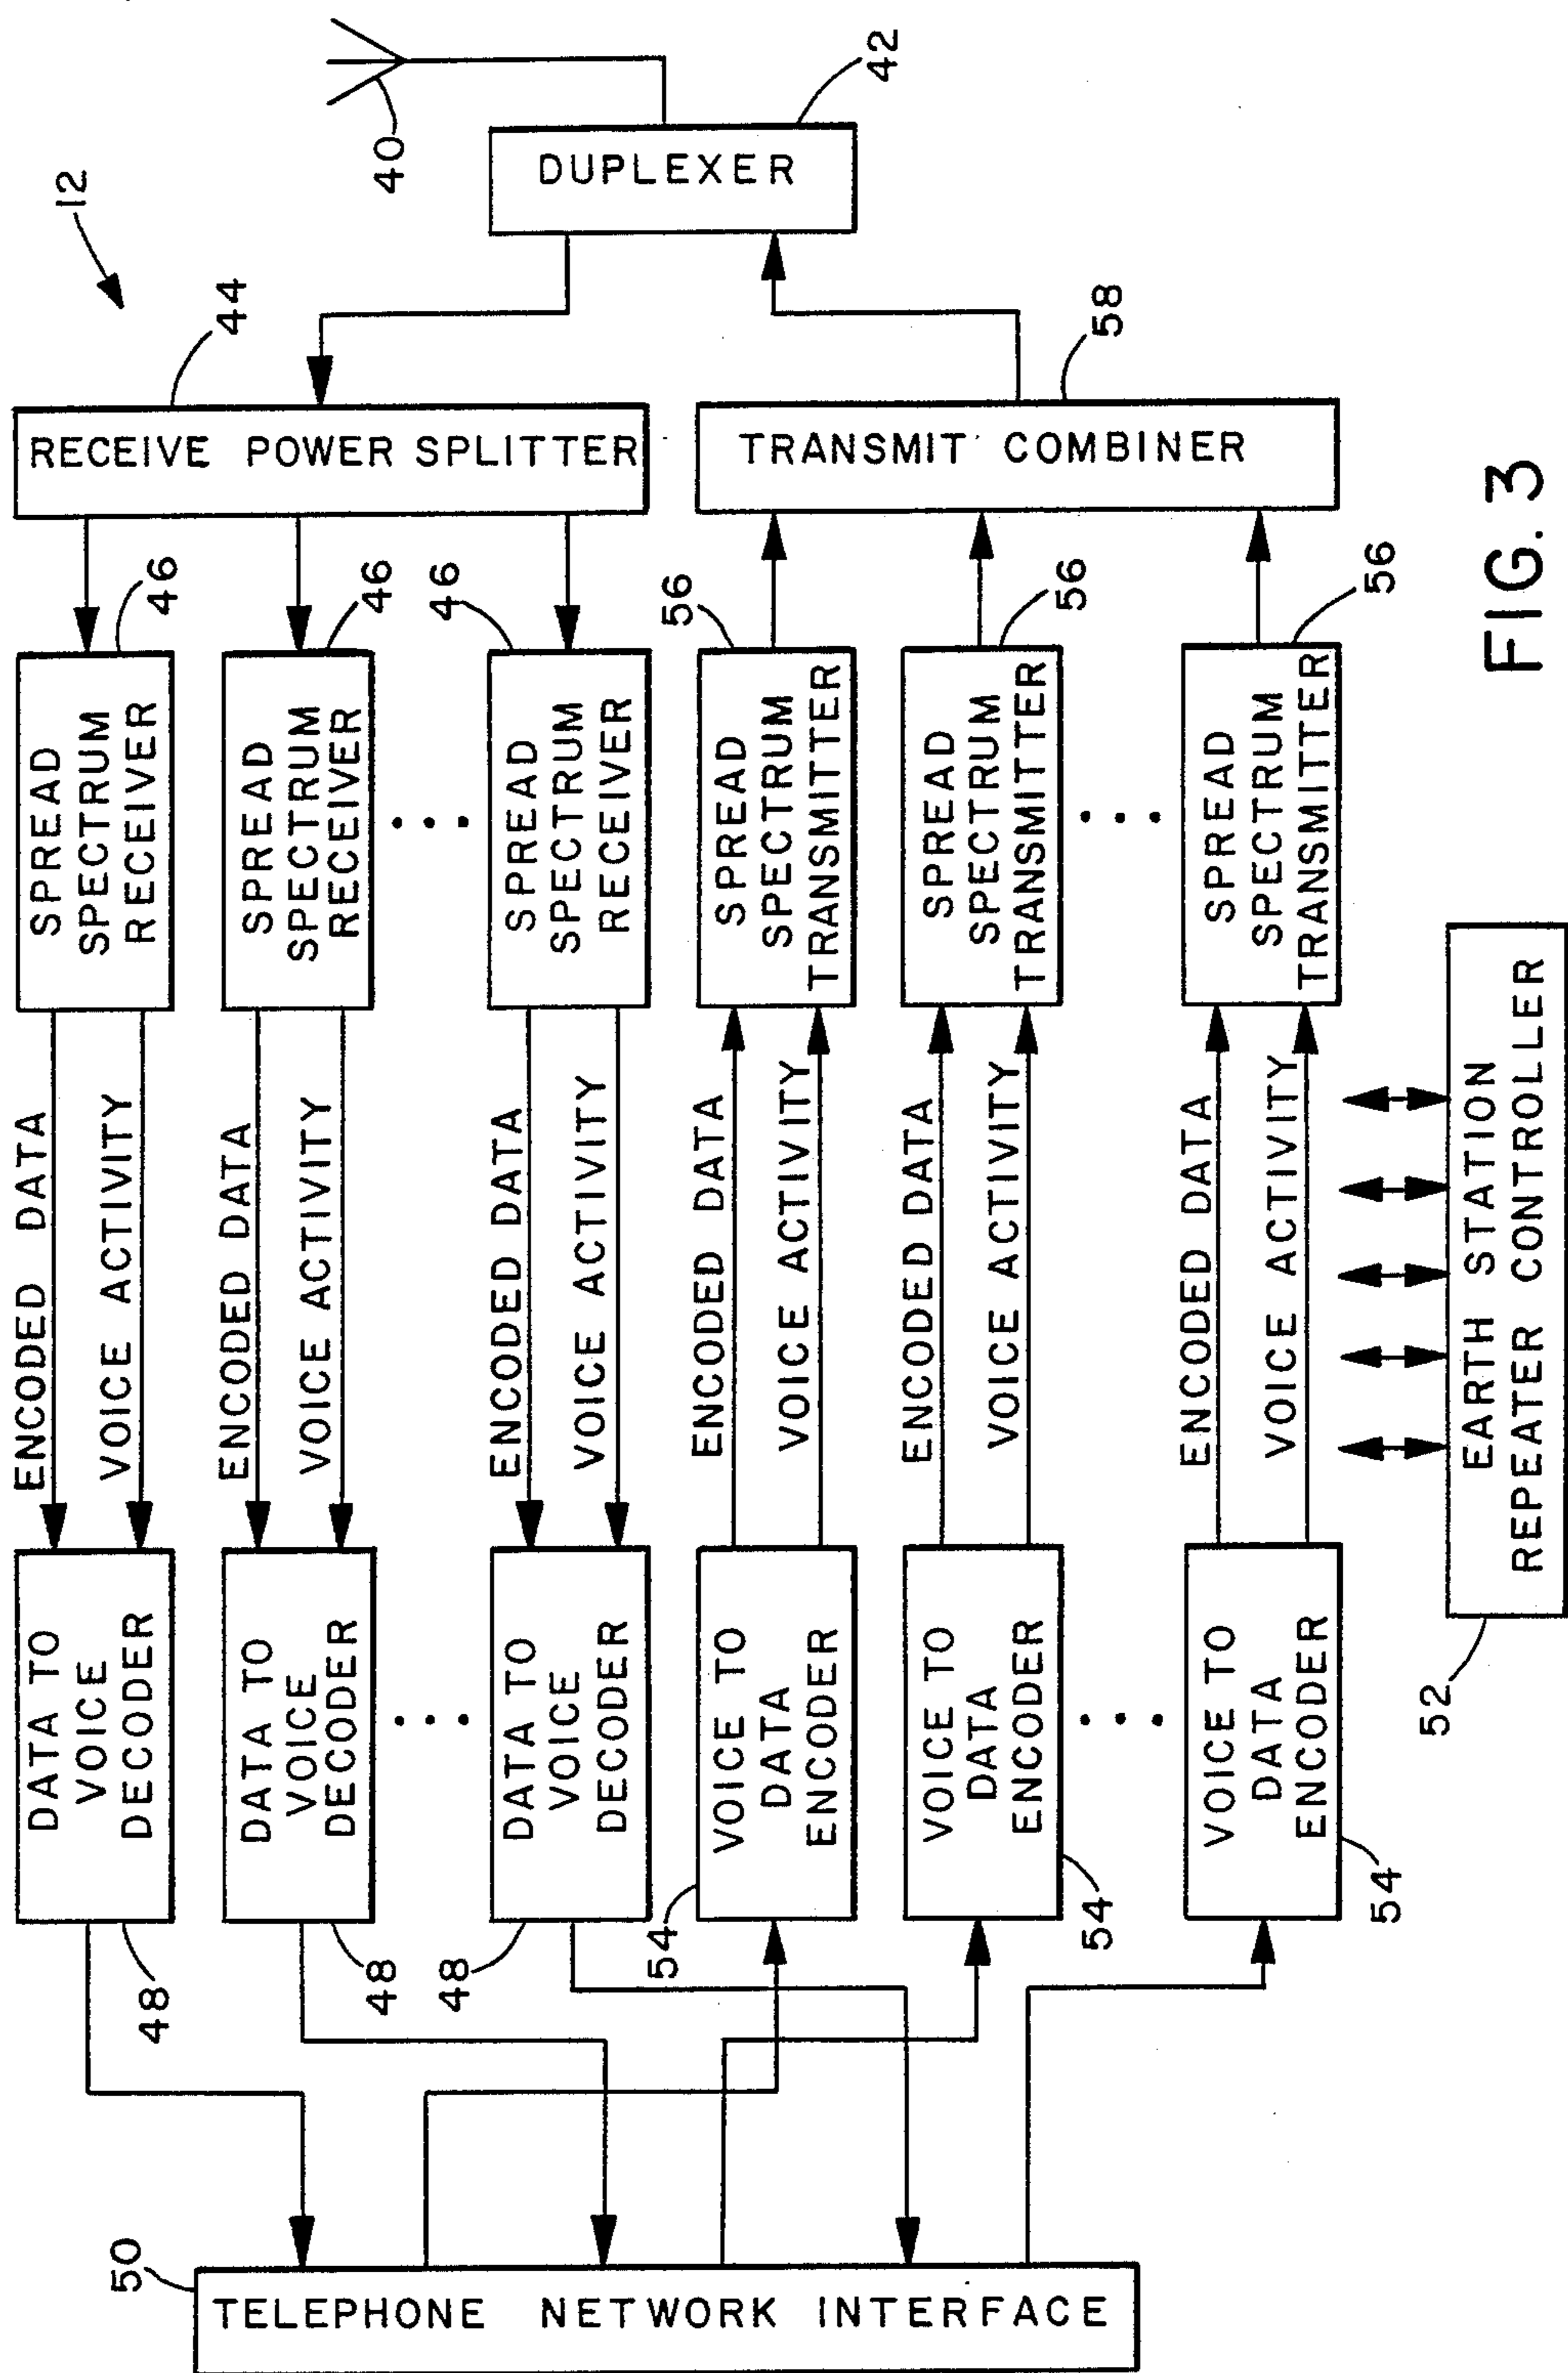 12
40
DUPLEXER
42
44
RECEIVE POWER SPLITTER
TRANSMIT COMBINER
58
SPREAD
SPECTRUM
RECEIVER
46
SPREAD
SPECTRUM
RECEIVER
46
SPREAD
SPECTRUM
RECEIVER
46
SPREAD
SPECTRUM
TRANSMITTER
56
SPREAD
SPECTRUM
TRANSMITTER
56
SPREAD
SPECTRUM
TRANSMITTER
56
ENCODED DATA
VOICE ACTIVITY
ENCODED DATA
VOICE ACTIVITY
ENCODED DATA
VOICE ACTIVITY
ENCODED DATA
VOICE ACTIVITY
ENCODED DATA
VOICE ACTIVITY
ENCODED DATA
VOICE ACTIVITY
DATA TO
VOICE
DECODER
48
DATA TO
VOICE
DECODER
48
DATA TO
VOICE
DECODER
48
VOICE TO
DATA
ENCODER
54
VOICE TO
DATA
ENCODER
54
VOICE TO
DATA
ENCODER
54
50
TELEPHONE NETWORK INTERFACE
EARTH STATION
REPEATER CONTROLLER
52
FIG. 3